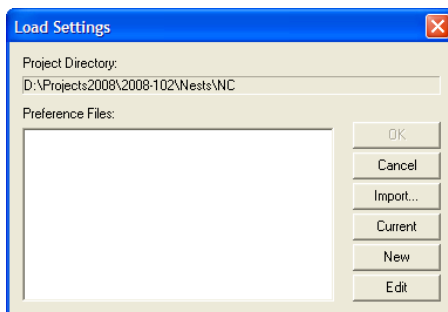 Load Settings
Project Directory:
D:\Projects2008\2008-102\Nests\NC
Preference Files:
OK
Cancel
Import...
Current
New
Edit